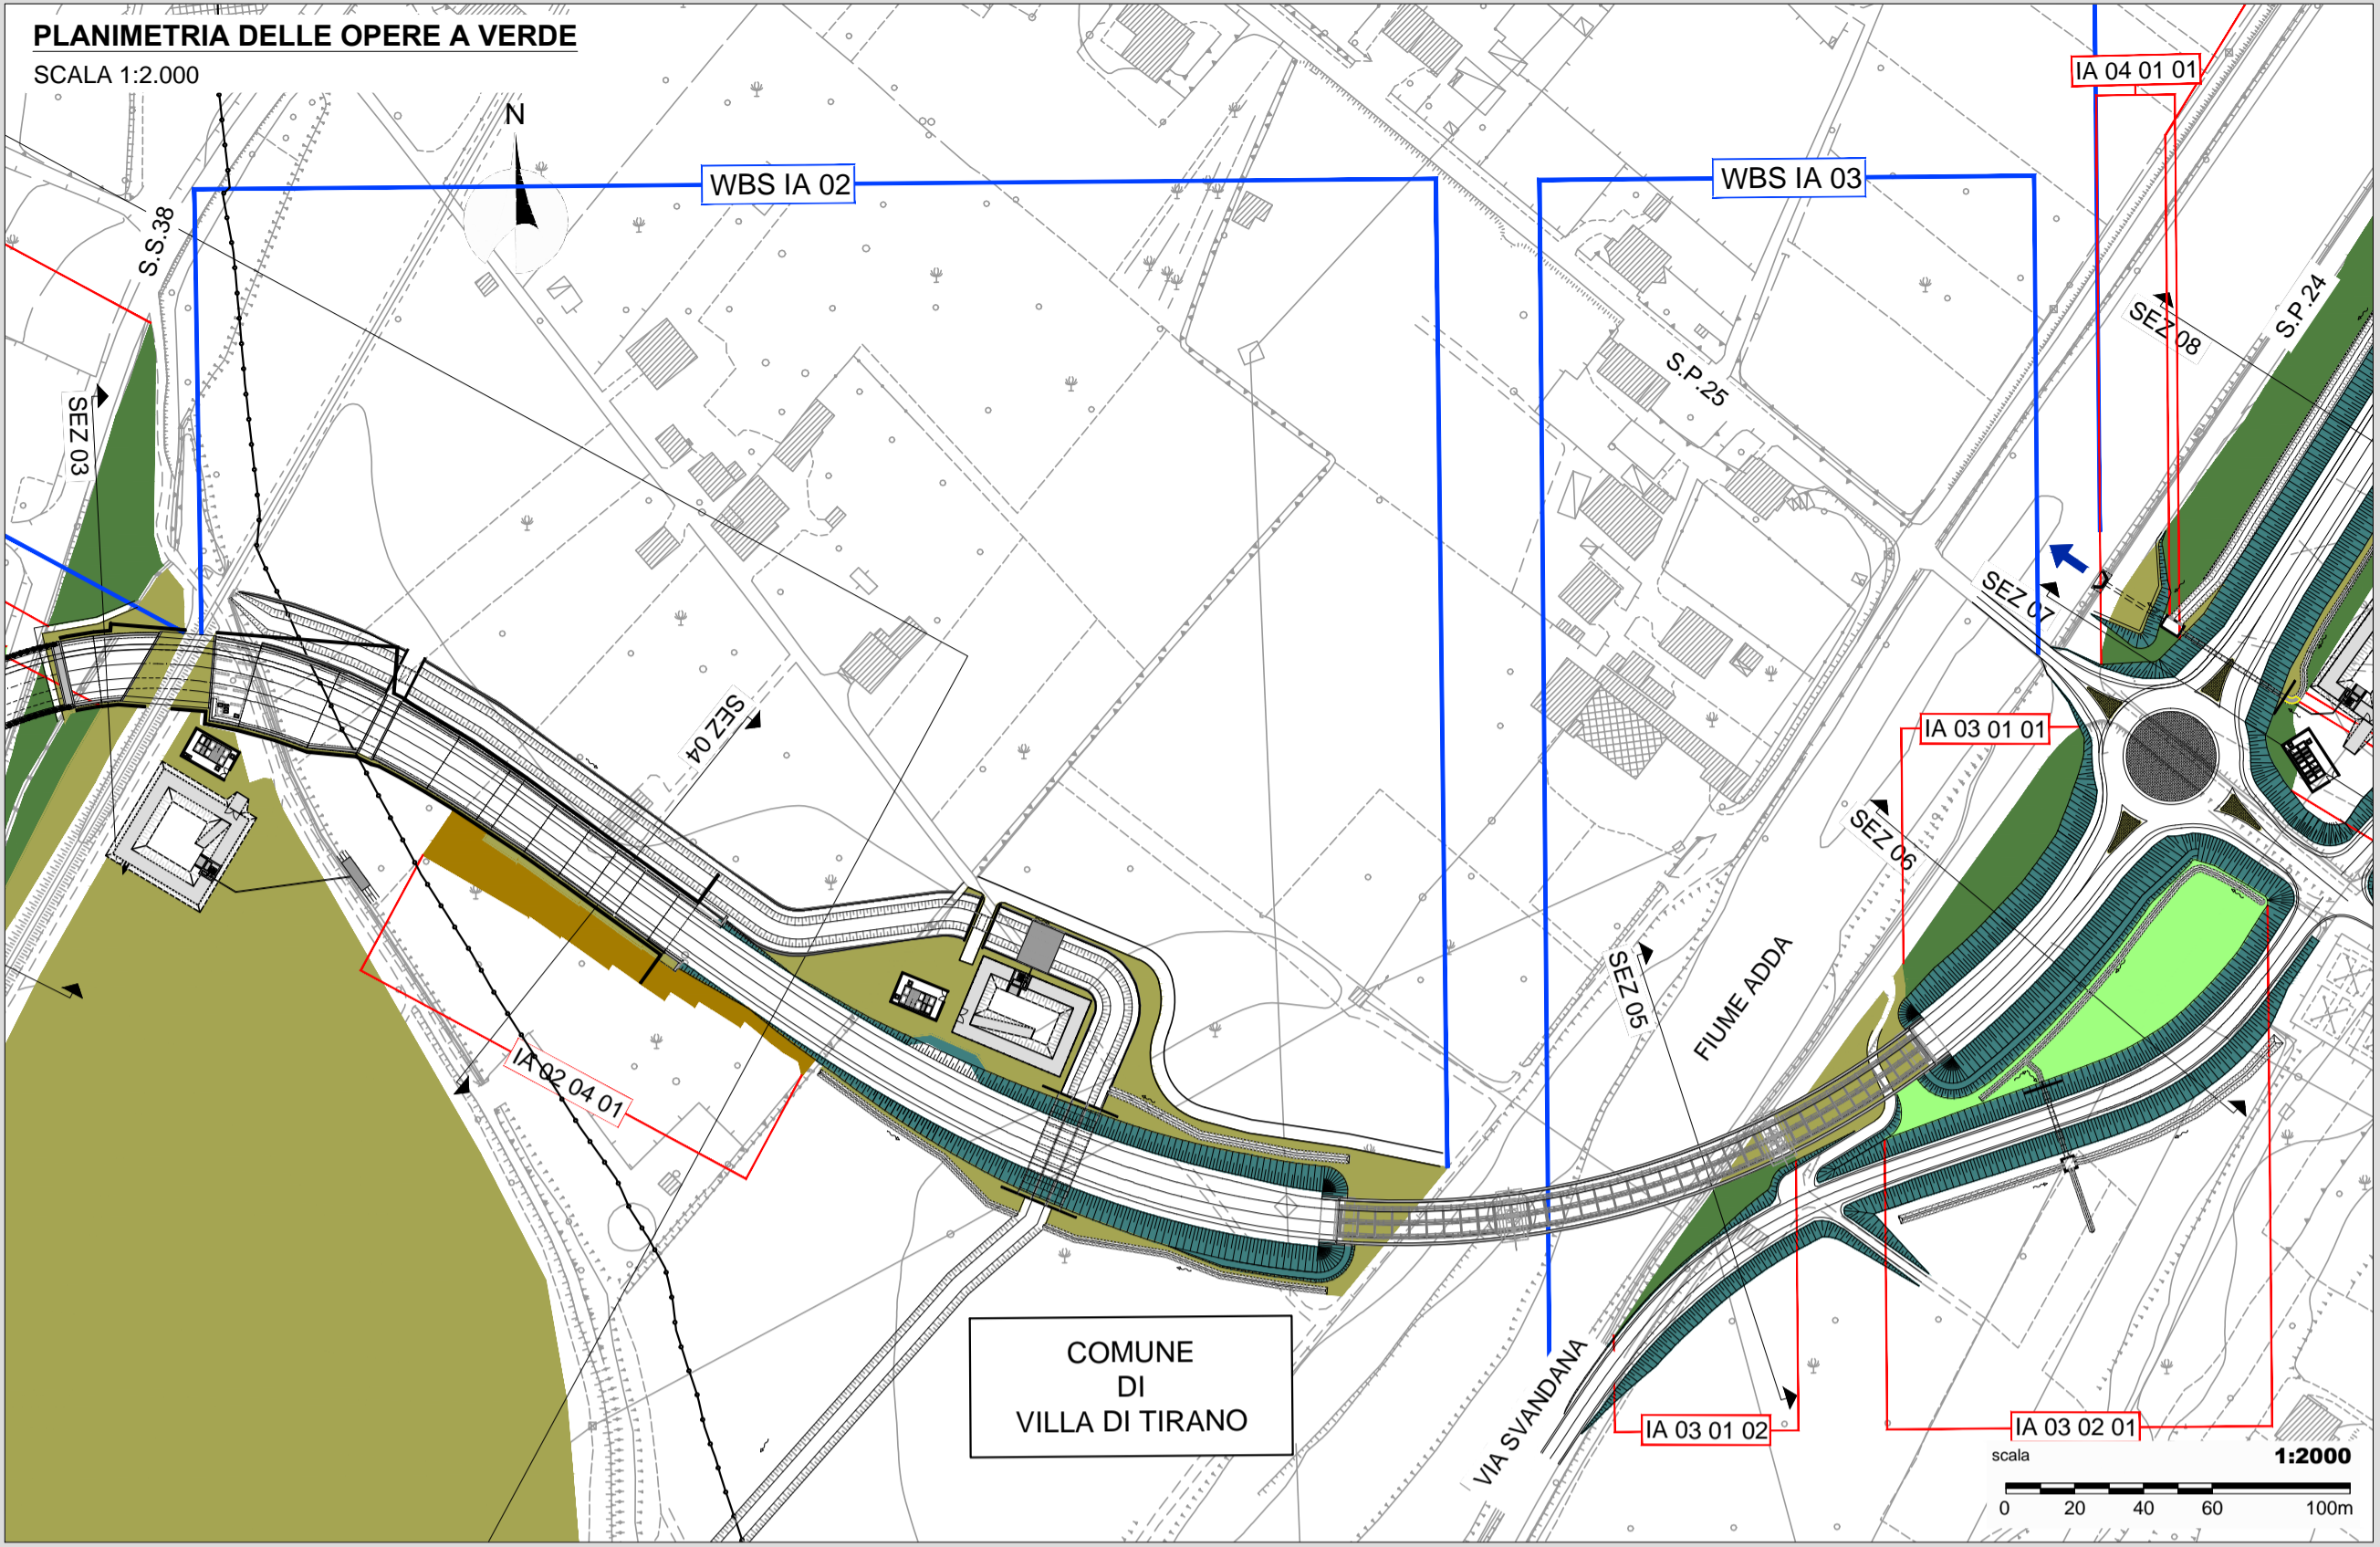 PLANIMETRIA DELLE OPERE A VERDE
SCALA 1:2.000
N
IA 04 01 01
WBS IA 02
WBS IA 03
S.S.38
S.P.24
SEZ 08
S.P.25
SEZ 03
SEZ 07
SEZ 04
IA 03 01 01
SEZ 06
SEZ 05
FIUME ADDA
IA 02 04 01
COMUNE
DI
VILLA DI TIRANO
VIA SVANDANA
IA 03 01 02
IA 03 02 01
scala 1:2000
0 20 40 60 100m